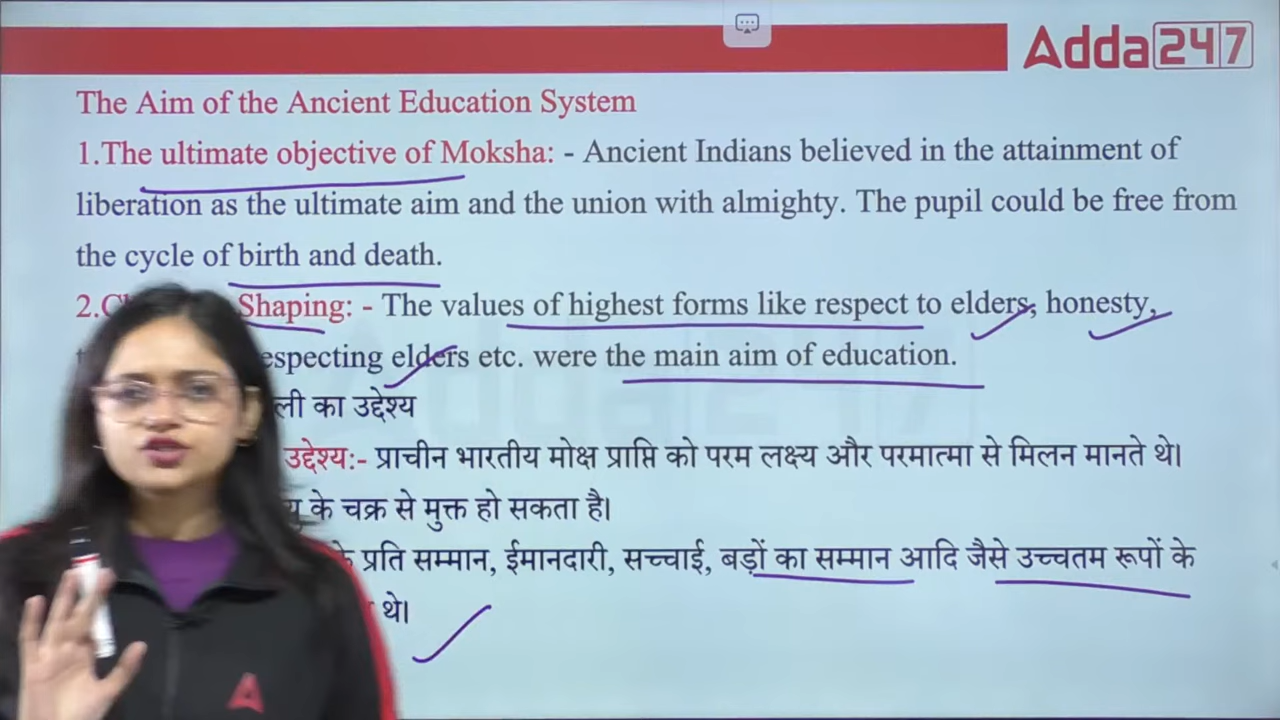 Adda247
The Aim of the Ancient Education System
1.The ultimate objective of Moksha: - Ancient Indians believed in the attainment of
liberation as the ultimate aim and the union with almighty. The pupil could be free from
the cycle of birth and death.
2. Shaping: - The values of highest forms like respect to elders, honesty,
especting elders etc. were the main aim of education.
ली का उद्देश्य
उद्देश्य:- प्राचीन भारतीय मोक्ष प्राप्ति को परम लक्ष्य और परमात्मा से मिलन मानते थे।
के चक्र से मुक्त हो सकता है।
प्रति सम्मान, ईमानदारी, सच्चाई, बड़ों का सम्मान आदि जैसे उच्चतम रूपों के
थे।